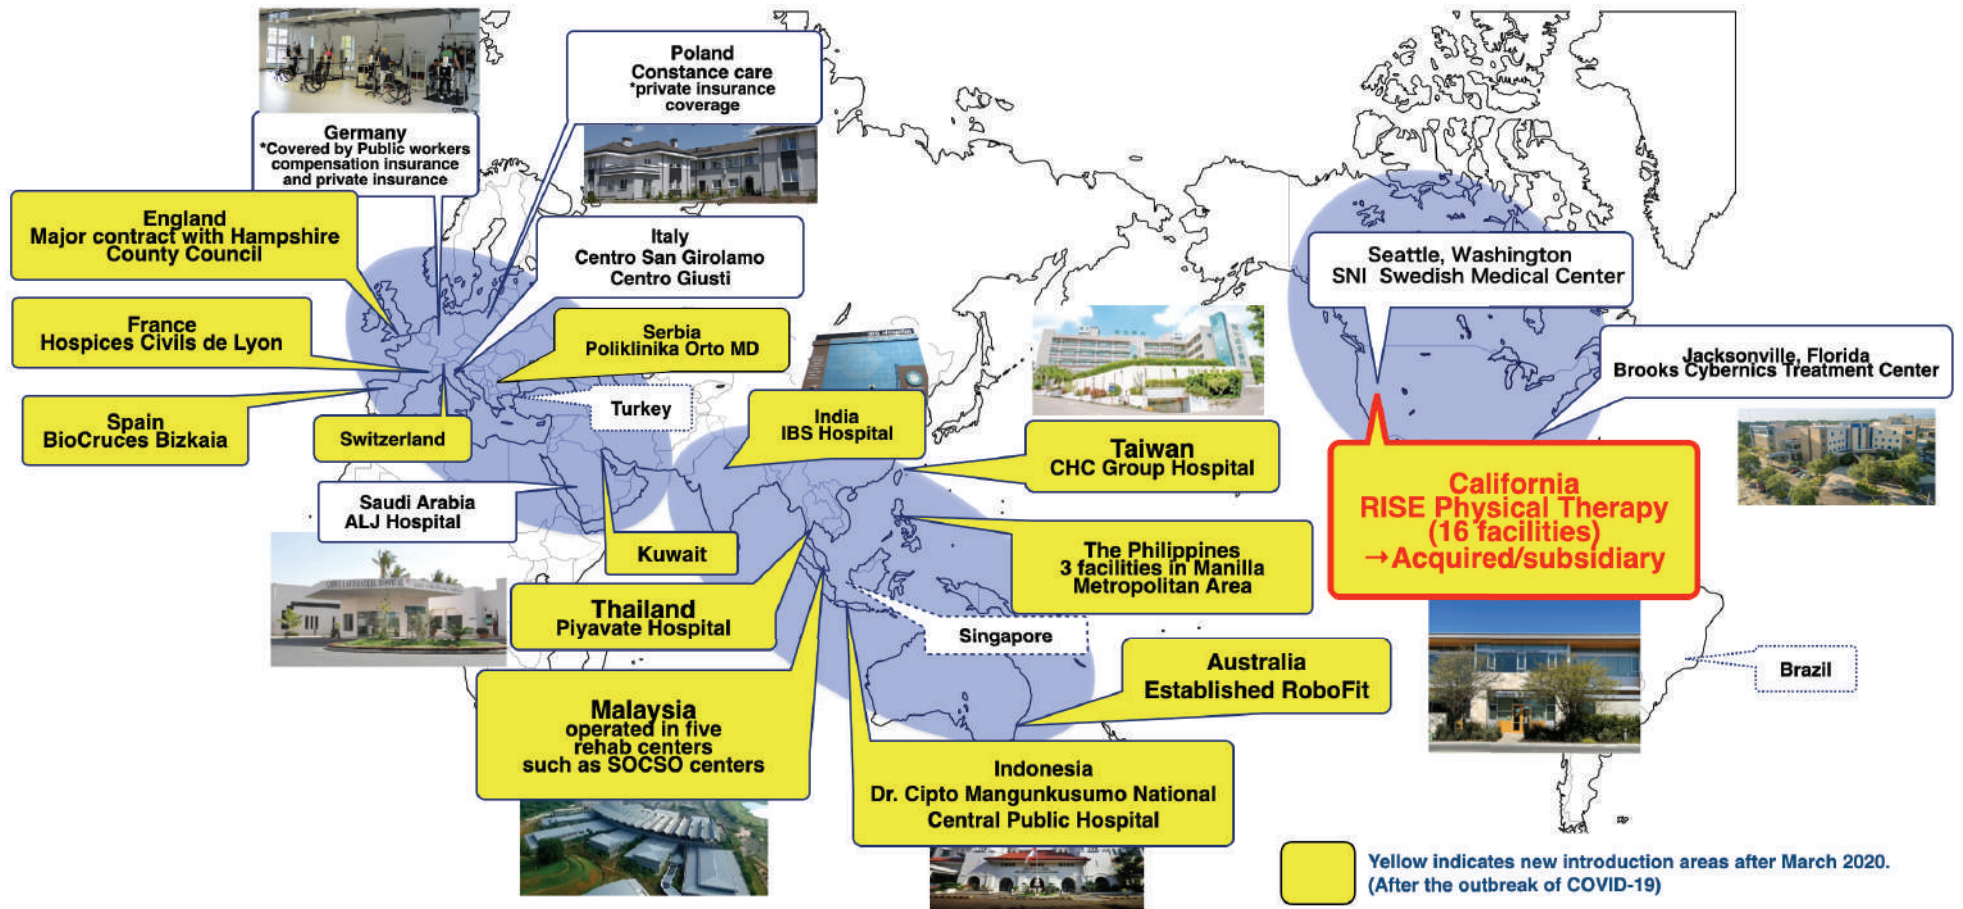 Poland
Constance care
*private insurance
coverage
Germany
*Covered by Public workers
compensation insurance
and private insurance
England
Major contract with Hampshire
County Council
Italy
Centro San Girolamo
Centro Giusti
Seattle, Washington
SNI Swedish Medical Center
France
Hospices Civils de Lyon
Serbia
Poliklinika Orto MD
Jacksonville, Florida
Brooks Cybernics Treatment Center
Spain
BioCruces Bizkaia
Switzerland
Turkey
India
IBS Hospital
Taiwan
CHC Group Hospital
Saudi Arabia
ALJ Hospital
Kuwait
California
RISE Physical Therapy
(16 facilities)
→Acquired/subsidiary
The Philippines
3 facilities in Manilla
Metropolitan Area
Thailand
Piyavate Hospital
Singapore
Australia
Established RoboFit
Brazil
Malaysia
operated in five
rehab centers
such as SOCSO centers
Indonesia
Dr. Cipto Mangunkusumo National
Central Public Hospital
Yellow indicates new introduction areas after March 2020.
(After the outbreak of COVID-19)